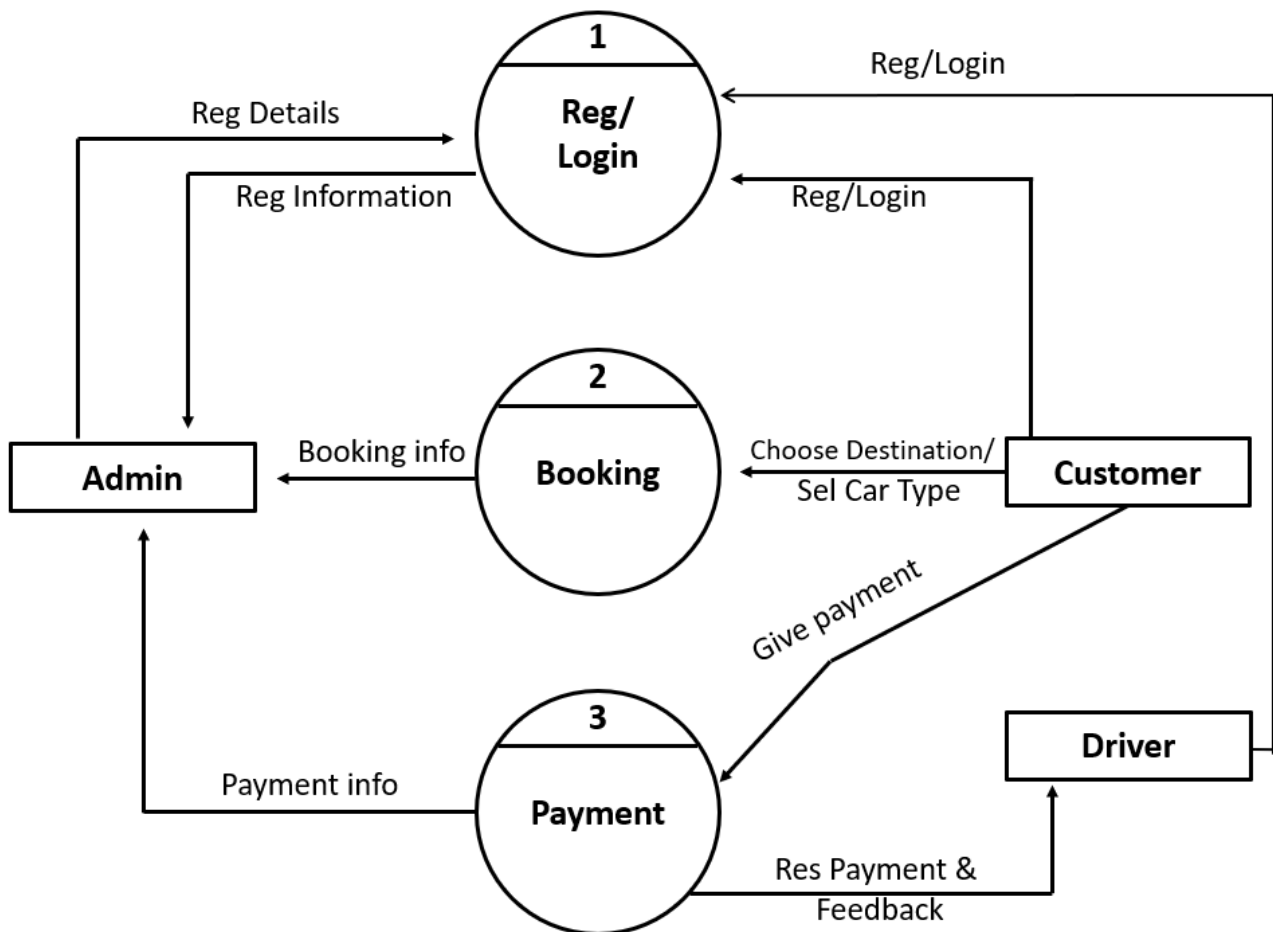 1
Reg/Login
Reg/
Login
Reg Details
Reg Information
Reg/Login
2
Admin
Booking info
Booking
Choose Destination/
Sel Car Type
Customer
Give payment
3
Driver
Payment info
Payment
Res Payment &
Feedback